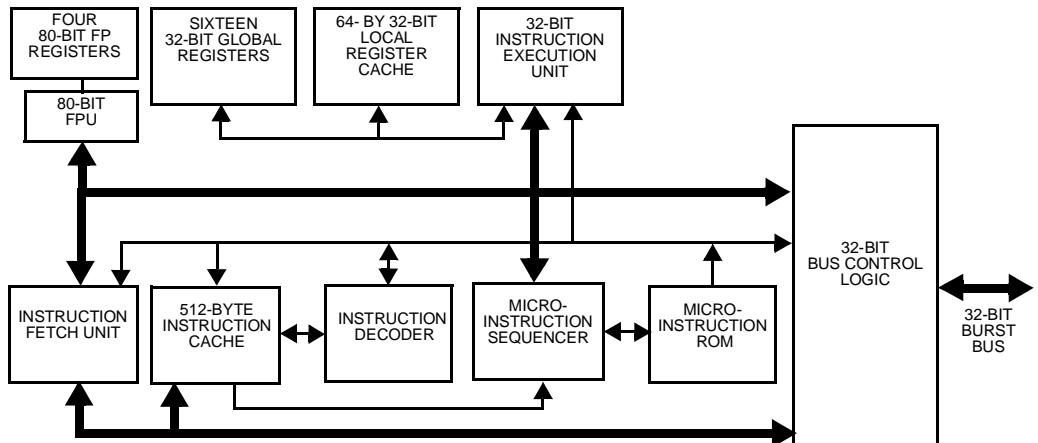 FOUR
80-BIT FP
REGISTERS
SIXTEEN
32-BIT GLOBAL
REGISTERS
64- BY 32-BIT
LOCAL
REGISTER
CACHE
32-BIT
INSTRUCTION
EXECUTION
UNIT
80-BIT
FPU
32-BIT
BUS CONTROL
LOGIC
INSTRUCTION
FETCH UNIT
512-BYTE
INSTRUCTION
CACHE
INSTRUCTION
DECODER
MICRO-
INSTRUCTION
SEQUENCER
MICRO-
INSTRUCTION
ROM
32-BIT
BURST
BUS